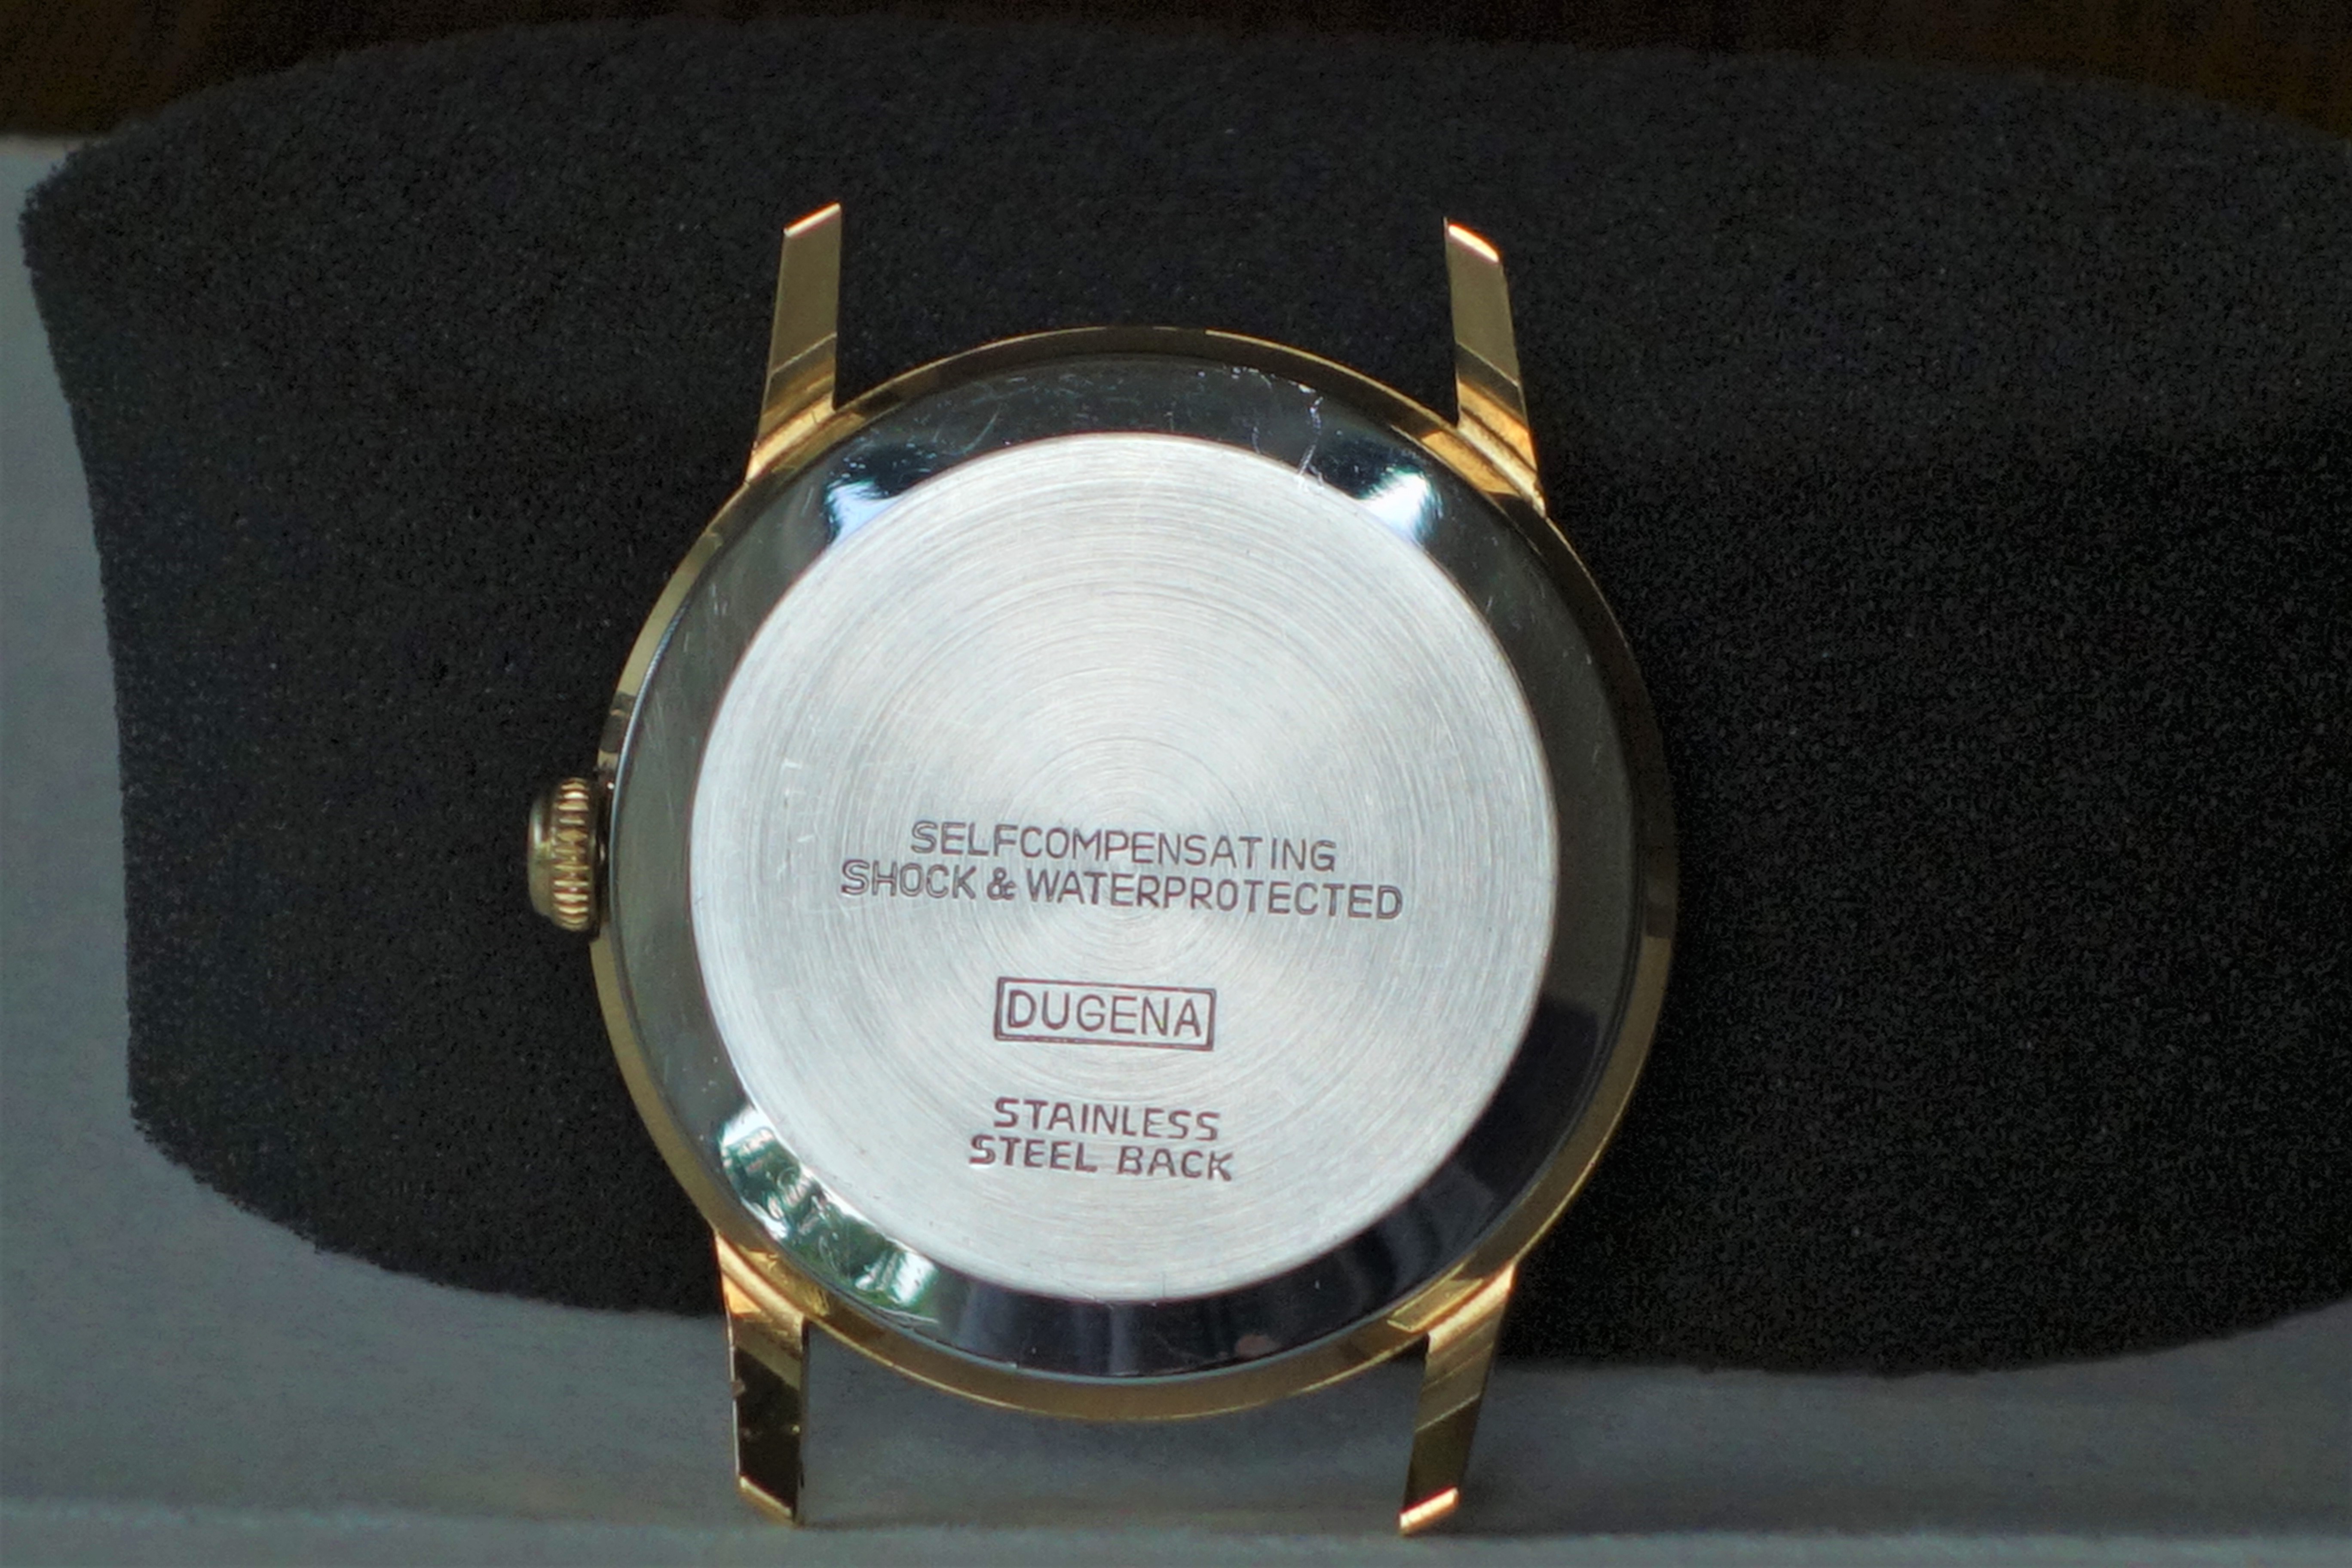 SELFCOMPENSATING
SHOCK & WATERPROTECTED
DUGENA
STAINLESS
STEEL BACK